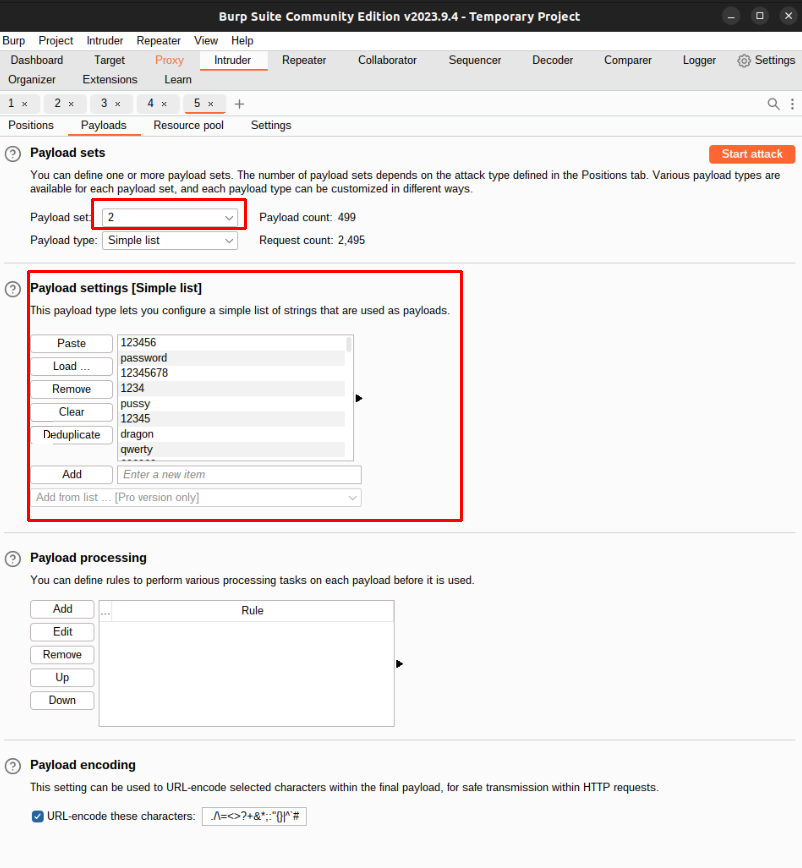 Burp Suite Community Edition v2023.9.4 - Temporary Project
Burp Project Intruder Repeater View Help
Dashboard Target Proxy Intruder Repeater Collaborator Sequencer Decoder Comparer Logger Settings
Organizer Extensions Learn
1 × 2 × 3 × 4 × 5 × +
Positions Payloads Resource pool Settings
? Payload sets Start attack
You can define one or more payload sets. The number of payload sets depends on the attack type defined in the Positions tab. Various payload types are
available for each payload set, and each payload type can be customized in different ways.
Payload set: 2 Payload count: 499
Payload type: Simple list Request count: 2,495
? Payload settings [Simple list]
This payload type lets you configure a simple list of strings that are used as payloads.
Paste 123456
password
Load ... 12345678
Remove 1234
pussy
Clear 12345
Deduplicate dragon
qwerty
Add Enter a new item
Add from list ... [Pro version only]
? Payload processing
You can define rules to perform various processing tasks on each payload before it is used.
Add ... Rule
Edit
Remove
Up
Down
? Payload encoding
This setting can be used to URL-encode selected characters within the final payload, for safe transmission within HTTP requests.
URL-encode these characters: ./\=<>?+&*;:"{}|^`#